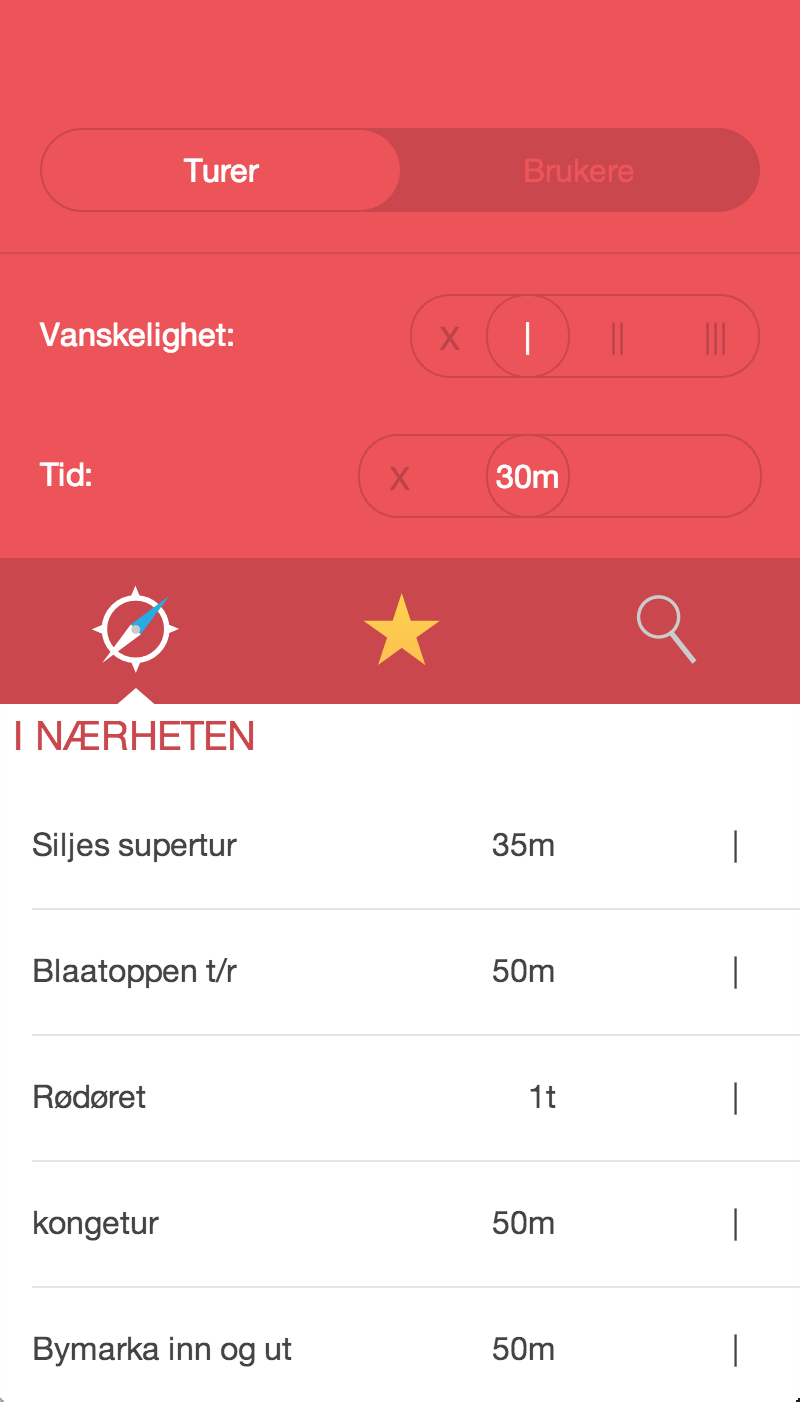 Turer Brukere
Vanskelighet: X | || |||
Tid: X 30m
I NÆRHETEN
Siljes supertur 35m |
Blaatoppen t/r 50m |
Rødøret 1t |
kongetur 50m |
Bymarka inn og ut 50m |